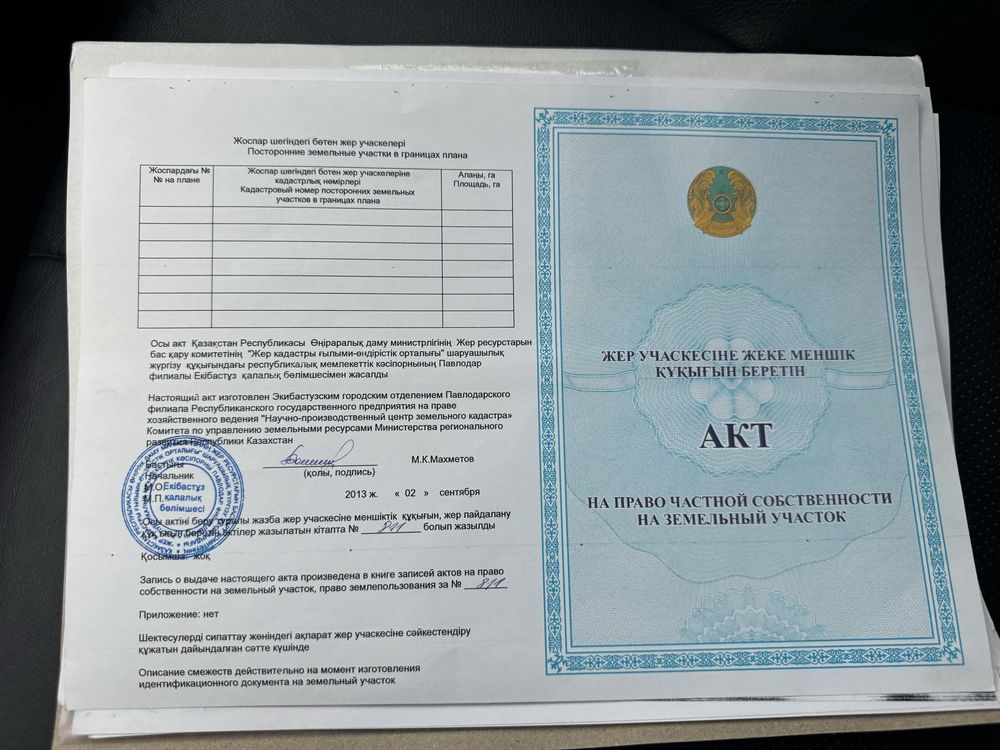 Жоспар шегіндегі бөтен жер учаскелері
Посторонние земельные участки в границах плана
Жоспардағы №
№ на плане
Жоспар шегіндегі бөтен жер учаскелеріне
кадастрлық нөмірлері
Кадастровый номер посторонних земельных
участков в границах плана
Алаңы, га
Площадь, га
Осы акт Қазақстан Республикасы Өңіраралық даму министрлігінің Жер ресурстарын
бас қару комитетінің "Жер кадастры ғылыми-өндірістік орталығы" шаруашылық
жүргізу құқығындағы республикалық мемлекеттік кәсіпорнының Павлодар
филиалы Екібастұз қалалық бөлімшесімен жасалды
Настоящий акт изготовлен Экибастузским городским отделением Павлодарского
филиала Республиканского государственного предприятия на праве
хозяйственного ведения "Научно-производственный центр земельного кадастра»
Комитета по управлению земельными ресурсами Министерства регионального
развития Республики Казахстан
Бастығы
Начальник
М.О.
М.П.
(қолы, подпись)
М.К.Махметов
2013 ж. « 02 » сентября
Екібастұз
қалалық
бөлімшесі
Осы актіні беру туралы жазба жер учаскесіне меншіктік құқығын, жер пайдалану
құқығын беретін актілер жазылатын кітапта № 811 болып жазылды
Қосымша: жоқ
Запись о выдаче настоящего акта произведена в книге записей актов на право
собственности на земельный участок, право землепользования за № 811
Приложение: нет
Шектесулерді сипаттау жөніндегі ақпарат жер учаскесіне сәйкестендіру
құжатын дайындалған сәтте күшінде
Описание смежеств действительно на момент изготовления
идентификационного документа на земельный участок
ЖЕР УЧАСКЕСІНЕ ЖЕКЕ МЕНШІК
ҚҰҚЫҒЫН БЕРЕТІН
АКТ
НА ПРАВО ЧАСТНОЙ СОБСТВЕННОСТИ
НА ЗЕМЕЛЬНЫЙ УЧАСТОК